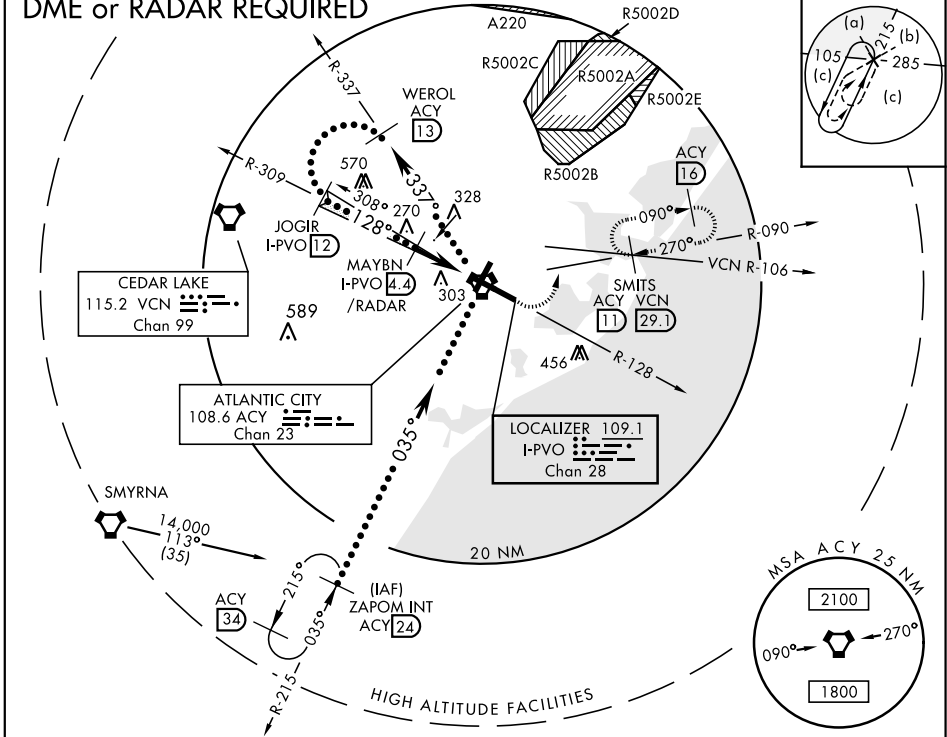 DME or RADAR REQUIRED
A220
R5002D
R5002C
R5002A
R5002E
R5002B
(a)
215
(b)
105
285
(c)
(c)
R-337
WEROL
ACY
13
R-309
570
308°
337°
328
128°
270
JOGIR
I-PVO 12
MAYBN
I-PVO 4.4
/RADAR
303
ACY
16
090°
270°
R-090
VCN R-106
SMITS
ACY VCN
11 29.1
CEDAR LAKE
115.2 VCN
Chan 99
589
456
R-128
ATLANTIC CITY
108.6 ACY
Chan 23
LOCALIZER 109.1
I-PVO
Chan 28
035°
SMYRNA
14,000
113°
(35)
20 NM
215°
035°
(IAF)
ZAPOM INT
ACY 24
ACY
34
R-215
HIGH ALTITUDE FACILITIES
MSA ACY 25 NM
2100
090°
270°
1800